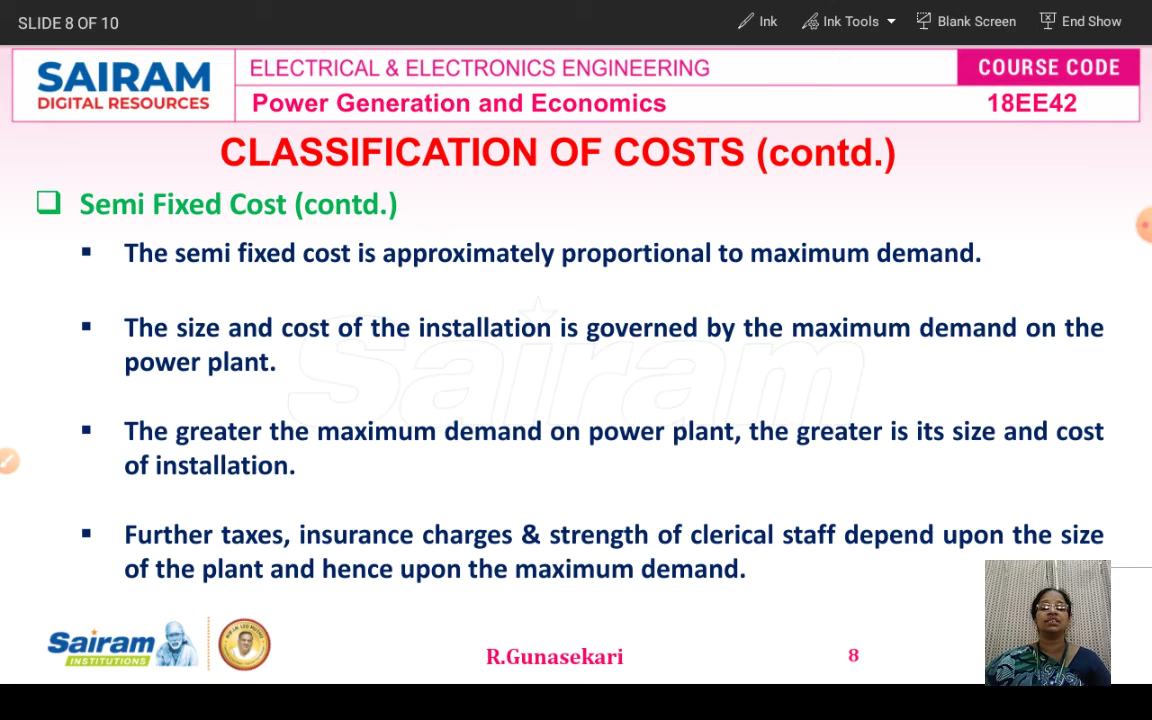 SLIDE 8 OF 10
Ink
Ink Tools
Blank Screen
End Show
SAIRAM
DIGITAL RESOURCES
ELECTRICAL & ELECTRONICS ENGINEERING
COURSE CODE
Power Generation and Economics
18EE42
CLASSIFICATION OF COSTS (contd.)
Semi Fixed Cost (contd.)
The semi fixed cost is approximately proportional to maximum demand.
The size and cost of the installation is governed by the maximum demand on the
power plant.
Sairam
The greater the maximum demand on power plant, the greater is its size and cost
of installation.
Further taxes, insurance charges & strength of clerical staff depend upon the size
of the plant and hence upon the maximum demand.
Sairam
INSTITUTIONS
R.Gunasekari
8